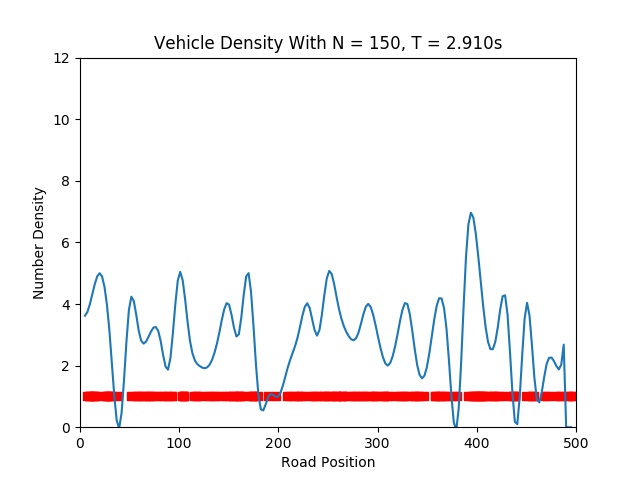 Vehicle Density With N = 150, T = 2.910s
12
10
8
6
4
2
0
Number Density
0 100 200 300 400 500
Road Position